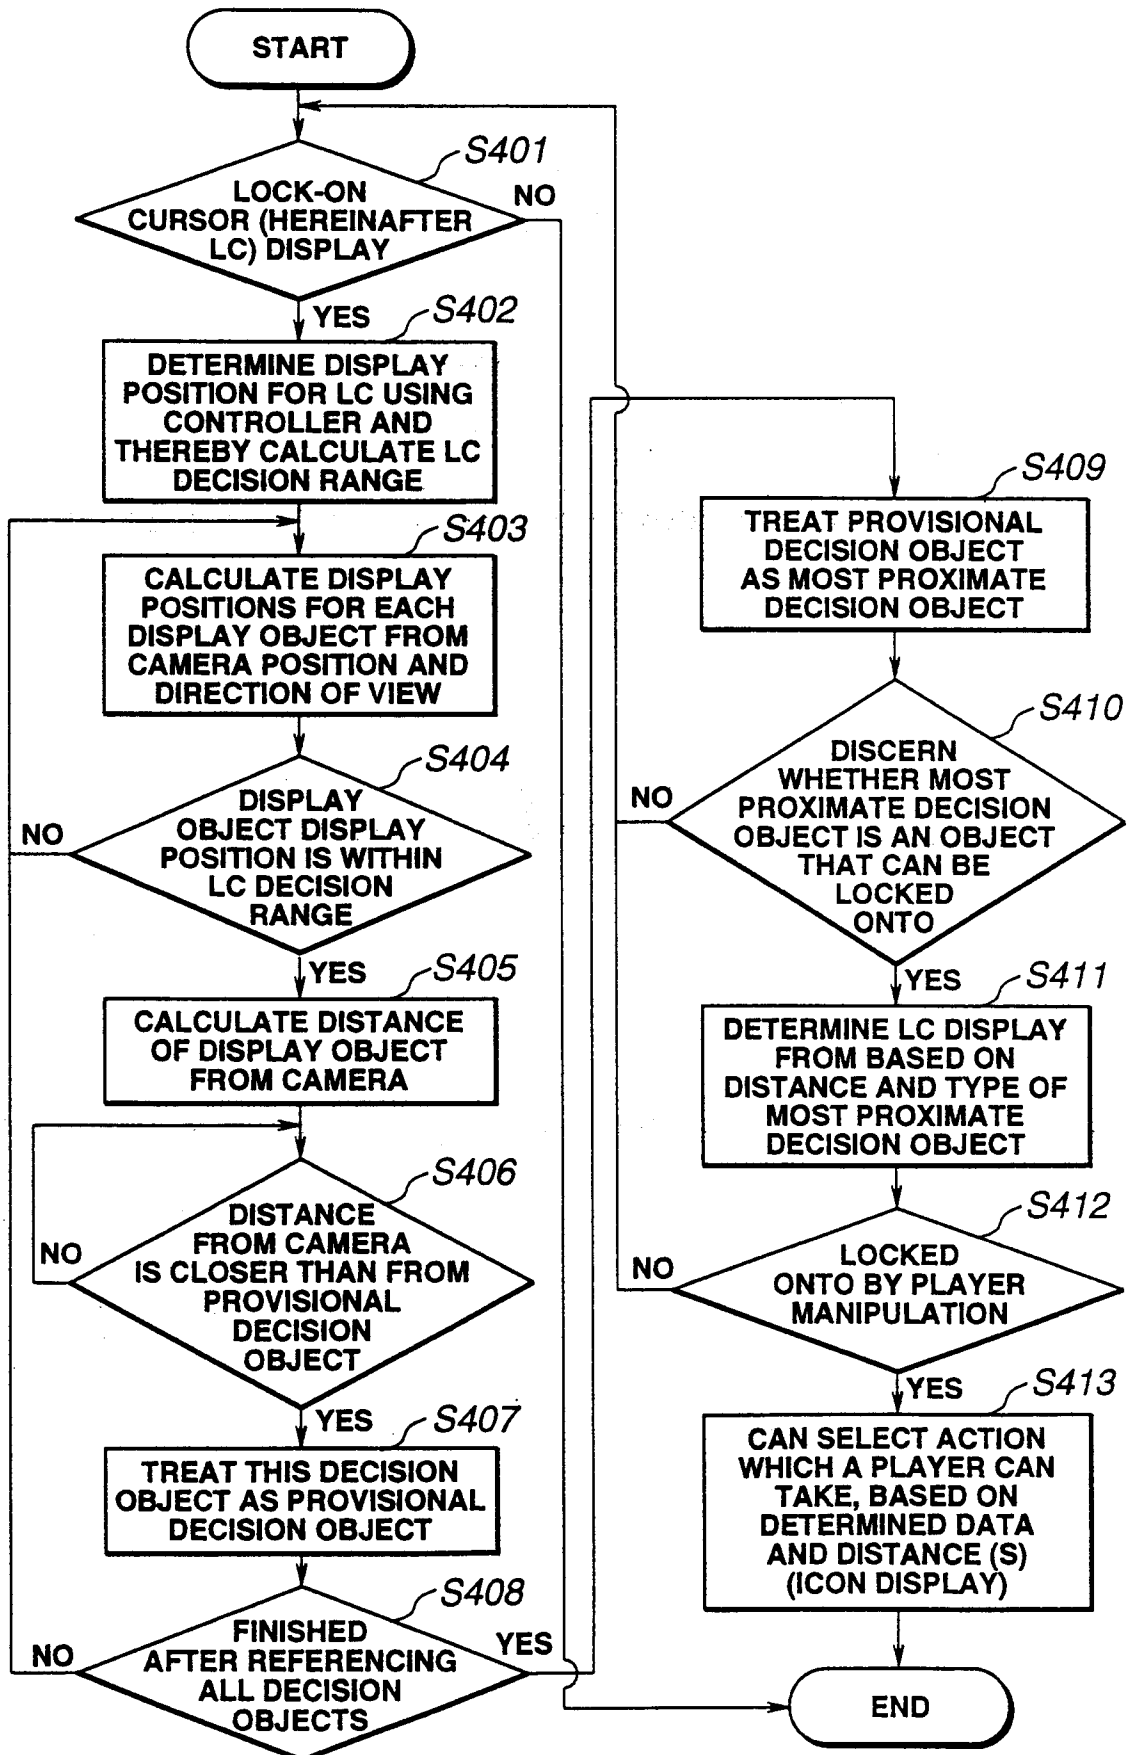 START
S401
LOCK-ON
CURSOR (HEREINAFTER
LC) DISPLAY
NO
YES
S402
DETERMINE DISPLAY
POSITION FOR LC USING
CONTROLLER AND
THEREBY CALCULATE LC
DECISION RANGE
S403
CALCULATE DISPLAY
POSITIONS FOR EACH
DISPLAY OBJECT FROM
CAMERA POSITION AND
DIRECTION OF VIEW
S404
DISPLAY
OBJECT DISPLAY
POSITION IS WITHIN
LC DECISION
RANGE
NO
YES
S405
CALCULATE DISTANCE
OF DISPLAY OBJECT
FROM CAMERA
S406
DISTANCE
FROM CAMERA
IS CLOSER THAN FROM
PROVISIONAL
DECISION
OBJECT
NO
YES
S407
TREAT THIS DECISION
OBJECT AS PROVISIONAL
DECISION OBJECT
S408
FINISHED
AFTER REFERENCING
ALL DECISION
OBJECTS
NO
YES
S409
TREAT PROVISIONAL
DECISION OBJECT
AS MOST PROXIMATE
DECISION OBJECT
S410
DISCERN
WHETHER MOST
PROXIMATE DECISION
OBJECT IS AN OBJECT
THAT CAN BE
LOCKED
ONTO
NO
YES
S411
DETERMINE LC DISPLAY
FROM BASED ON
DISTANCE AND TYPE OF
MOST PROXIMATE
DECISION OBJECT
S412
LOCKED
ONTO BY PLAYER
MANIPULATION
NO
YES
S413
CAN SELECT ACTION
WHICH A PLAYER CAN
TAKE, BASED ON
DETERMINED DATA
AND DISTANCE (S)
(ICON DISPLAY)
END